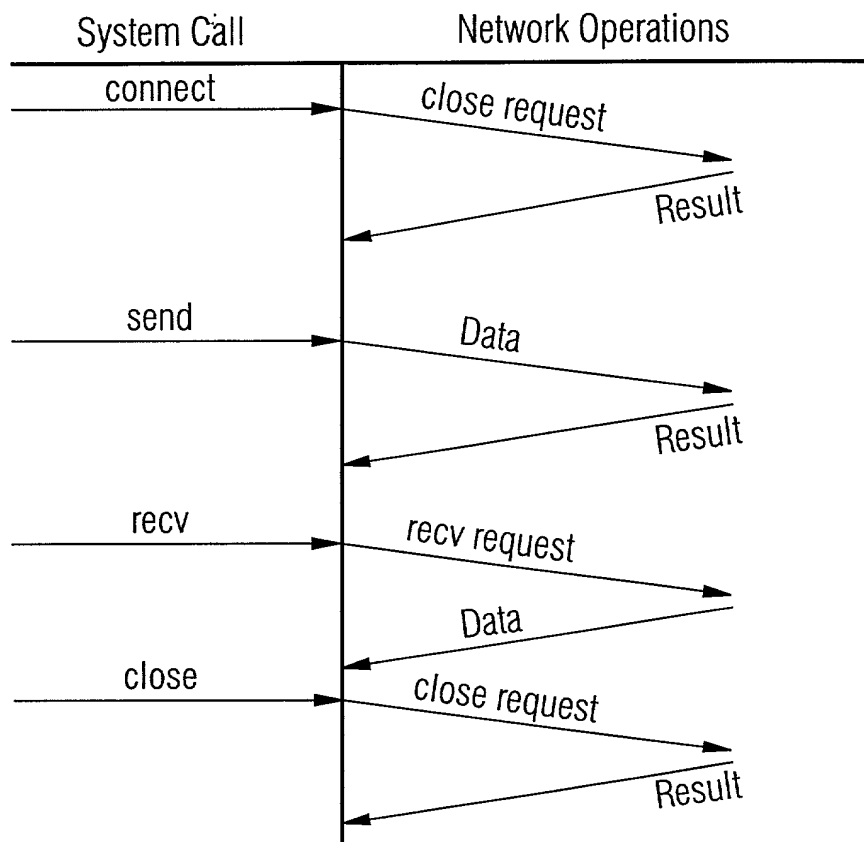 System Call
Network Operations
connect
close request
Result
send
Data
Result
recv
recv request
Data
close
close request
Result